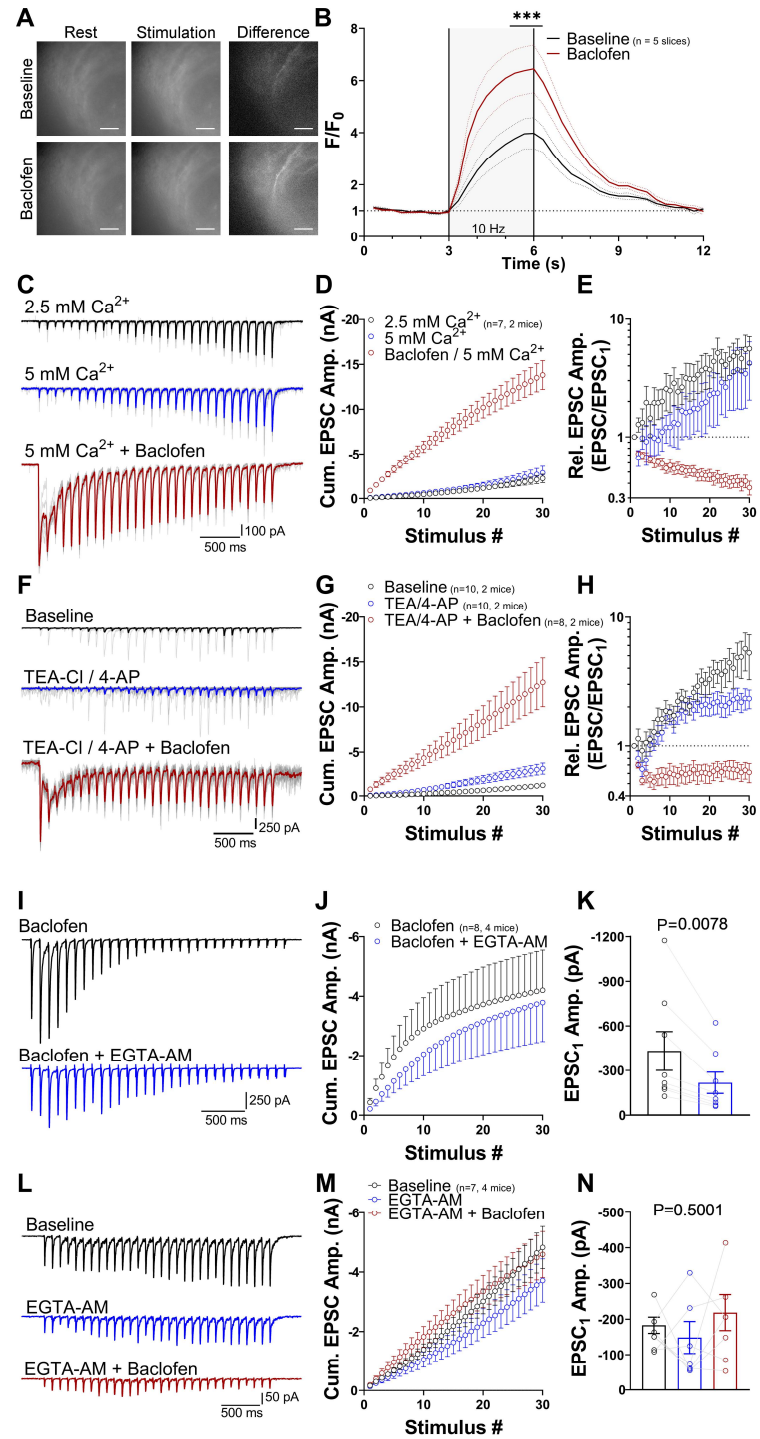 A
Rest
Stimulation
Difference
Baseline
Baclofen
B
***
Baseline (n = 5 slices)
Baclofen
F/F0
8
6
4
2
1
0
10 Hz
0
3
6
9
12
Time (s)
C
2.5 mM Ca2+
5 mM Ca2+
5 mM Ca2+ + Baclofen
100 pA
500 ms
D
2.5 mM Ca2+ (n=7, 2 mice)
5 mM Ca2+
Baclofen / 5 mM Ca2+
Cum. EPSC Amp. (nA)
-20
-15
-10
-5
0
0
10
20
30
Stimulus #
E
Rel. EPSC Amp.
(EPSC/EPSC1)
10
1
0.3
0
10
20
30
Stimulus #
F
Baseline
TEA-Cl / 4-AP
TEA-Cl / 4-AP + Baclofen
250 pA
500 ms
G
Baseline (n=10, 2 mice)
TEA/4-AP (n=10, 2 mice)
TEA/4-AP + Baclofen (n=8, 2 mice)
Cum. EPSC Amp. (nA)
-20
-15
-10
-5
0
0
10
20
30
Stimulus #
H
Rel. EPSC Amp.
(EPSC/EPSC1)
10
1
0.4
0
10
20
30
Stimulus #
I
Baclofen
Baclofen + EGTA-AM
250 pA
500 ms
J
Baclofen (n=8, 4 mice)
Baclofen + EGTA-AM
Cum. EPSC Amp. (nA)
-6
-4
-2
0
0
10
20
30
Stimulus #
K
P=0.0078
EPSC1 Amp. (pA)
-1200
-900
-600
-300
0
L
Baseline
EGTA-AM
EGTA-AM + Baclofen
50 pA
500 ms
M
Baseline (n=7, 4 mice)
EGTA-AM
EGTA-AM + Baclofen
Cum. EPSC Amp. (nA)
-6
-4
-2
0
0
10
20
30
Stimulus #
N
P=0.5001
EPSC1 Amp. (pA)
-500
-400
-300
-200
-100
0